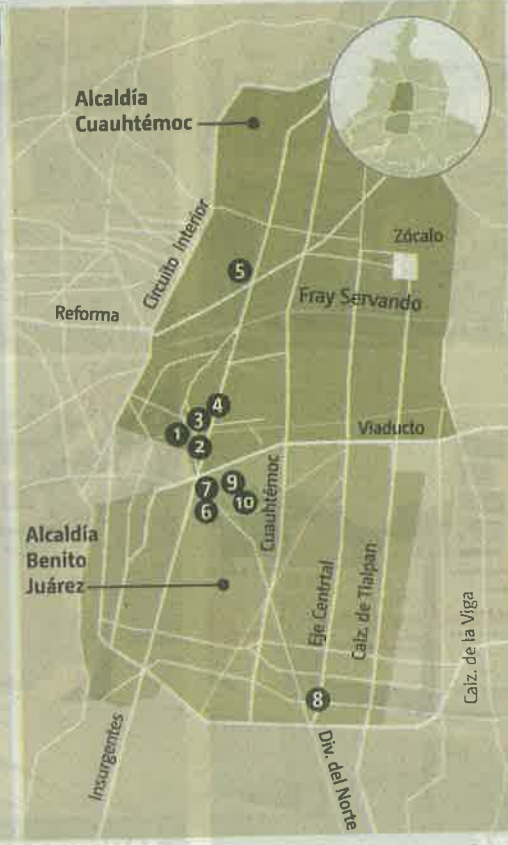 Alcaldía
Cuauhtémoc
Zócalo
Circuito Interior
5
Fray Servando
Reforma
4
3
1
2
Viaducto
Cuauhtémoc
7
9
10
6
Alcaldía
Benito
Juárez
Eje Centrtal
Calz. de Tlalpan
Calz. de la Viga
8
Insurgentes
Div. del Norte